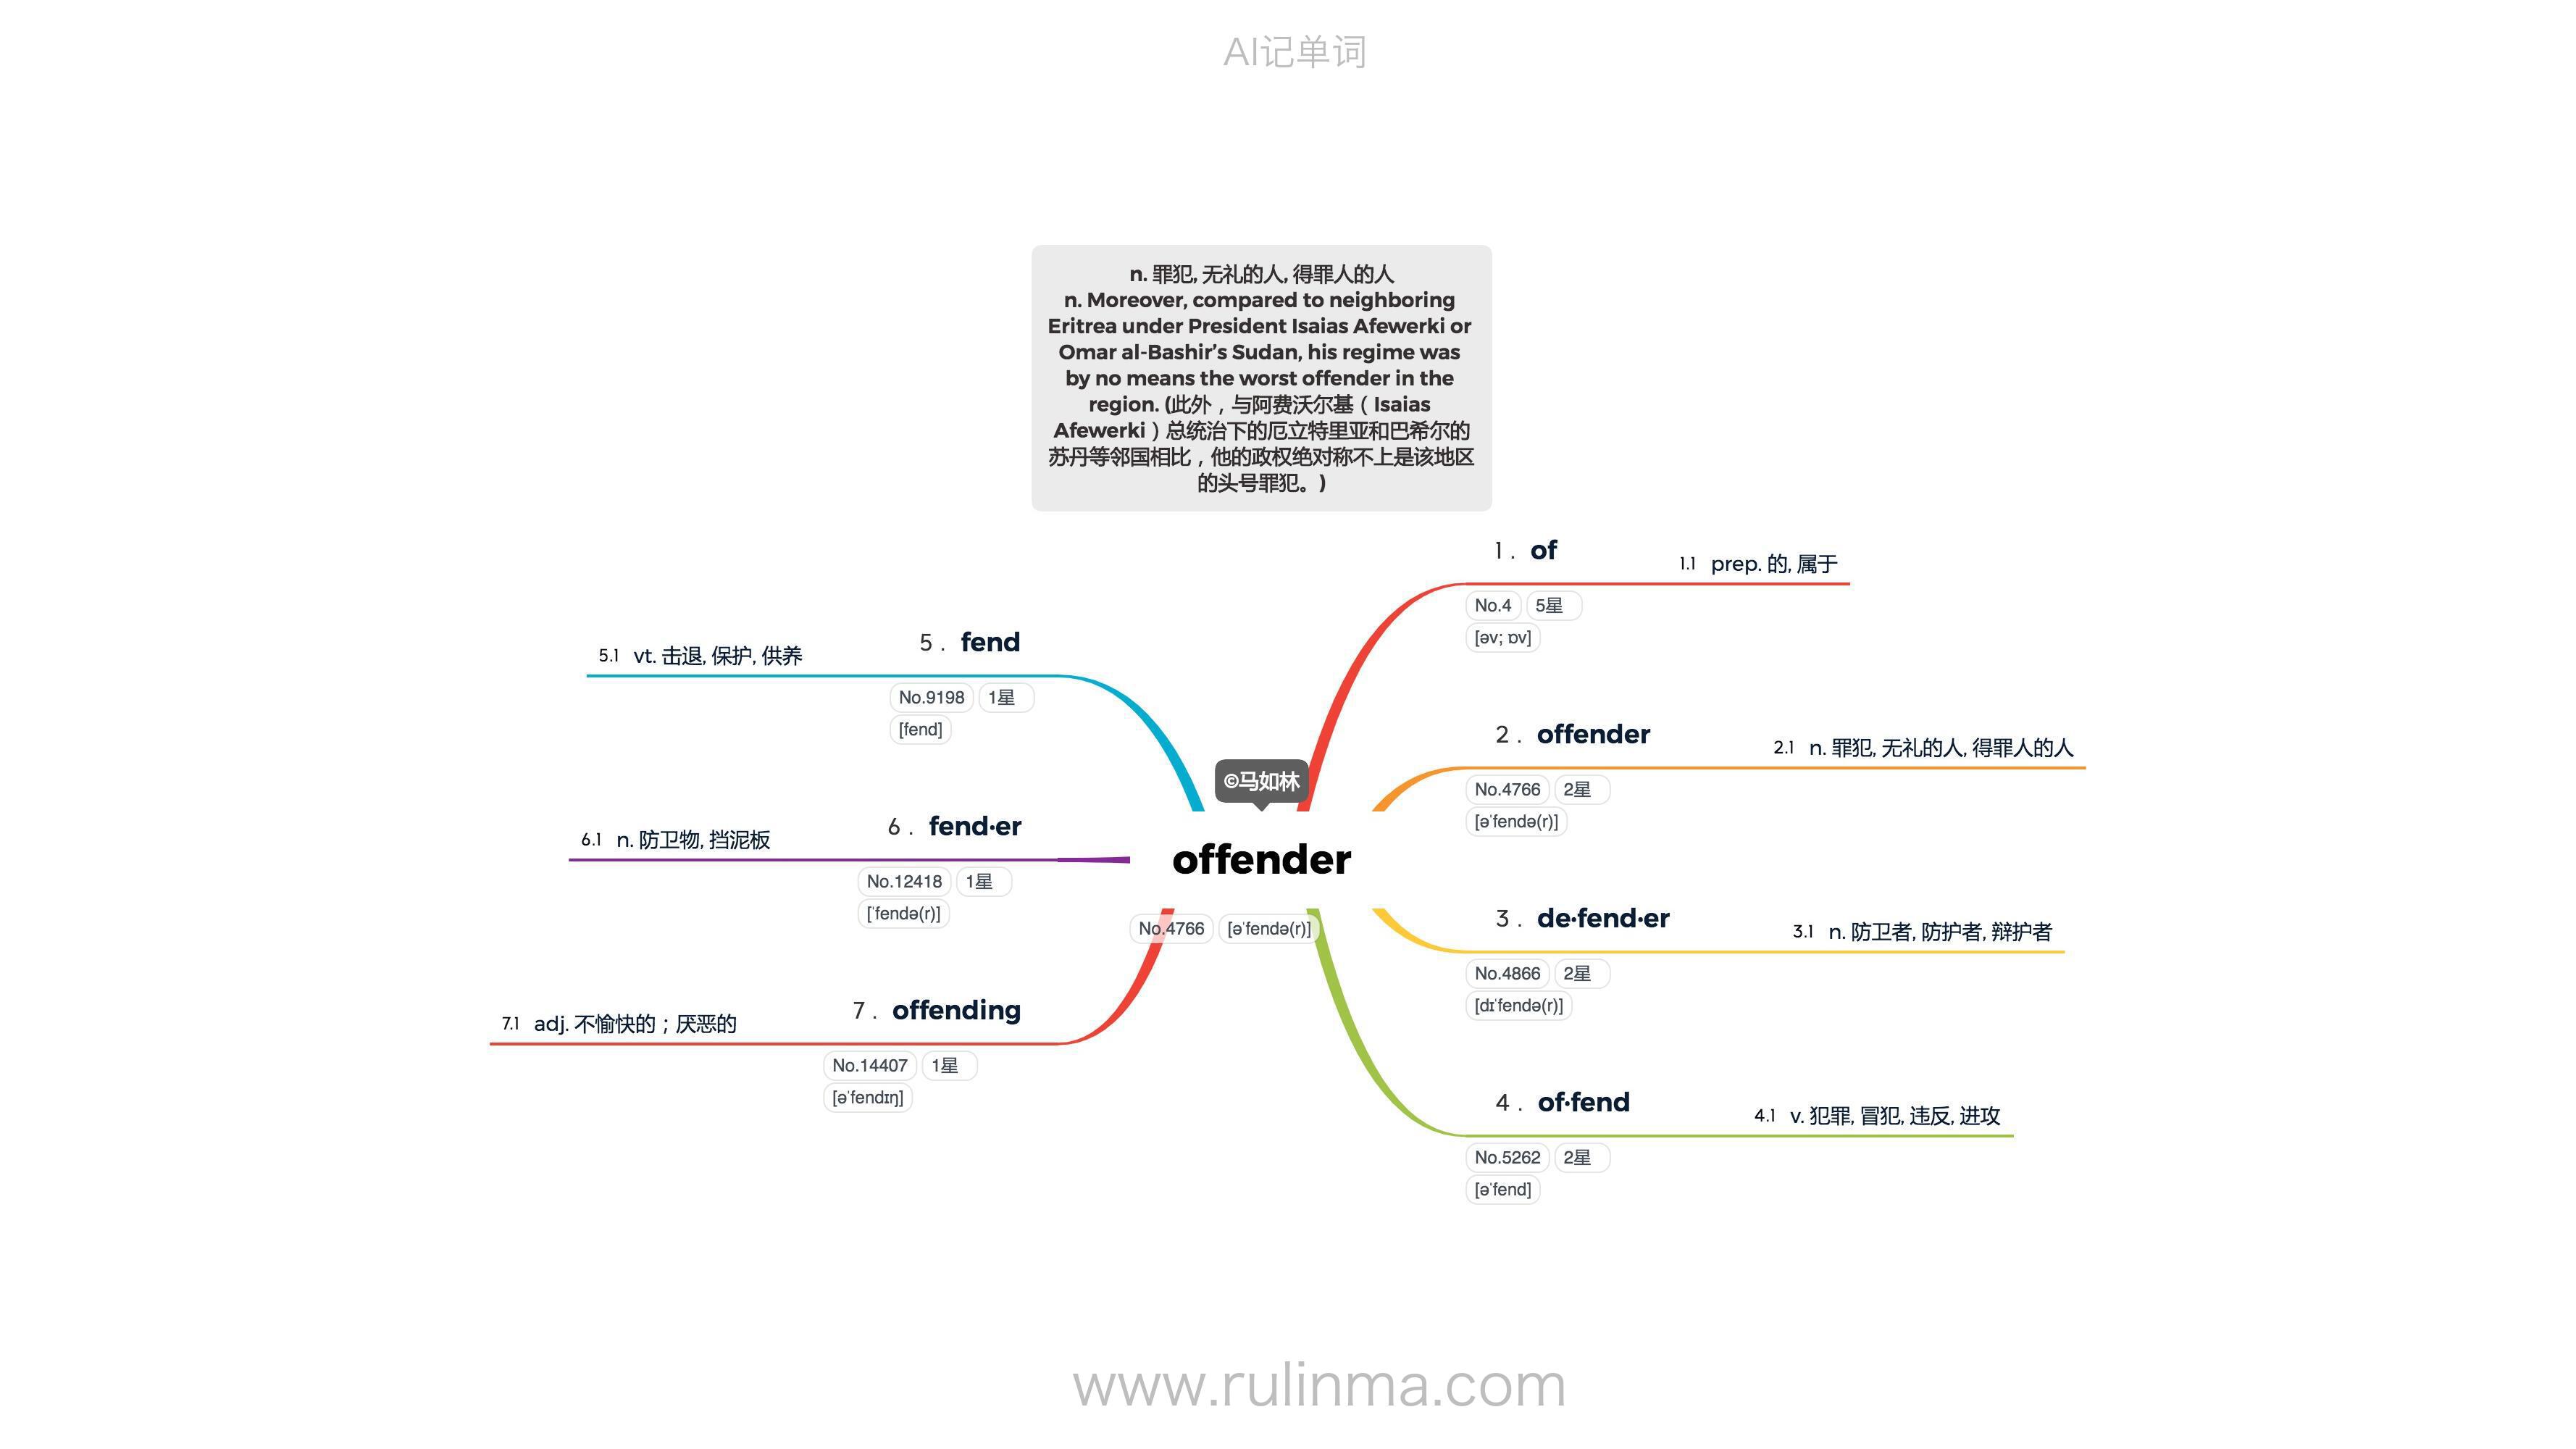 AI记单词
n. 罪犯, 无礼的人, 得罪人的人
n. Moreover, compared to neighboring
Eritrea under President Isaias Afewerki or
Omar al-Bashir’s Sudan, his regime was
by no means the worst offender in the
region. (此外，与阿费沃尔基（Isaias
Afewerki）总统治下的厄立特里亚和巴希尔的
苏丹等邻国相比，他的政权绝对称不上是该地区
的头号罪犯。)
1 . of
1.1 prep. 的, 属于
No.4 5星
[əv; ɒv]
2 . offender
2.1 n. 罪犯, 无礼的人, 得罪人的人
No.4766 2星
[əˈfendə(r)]
3 . de·fend·er
3.1 n. 防卫者, 防护者, 辩护者
No.4866 2星
[dɪˈfendə(r)]
4 . of·fend
4.1 v. 犯罪, 冒犯, 违反, 进攻
No.5262 2星
[əˈfend]
5 . fend
5.1 vt. 击退, 保护, 供养
No.9198 1星
[fend]
6 . fend·er
6.1 n. 防卫物, 挡泥板
No.12418 1星
[ˈfendə(r)]
7 . offending
7.1 adj. 不愉快的；厌恶的
No.14407 1星
[əˈfendɪŋ]
©马如林
offender
No.4766 [əˈfendə(r)]
www.rulinma.com